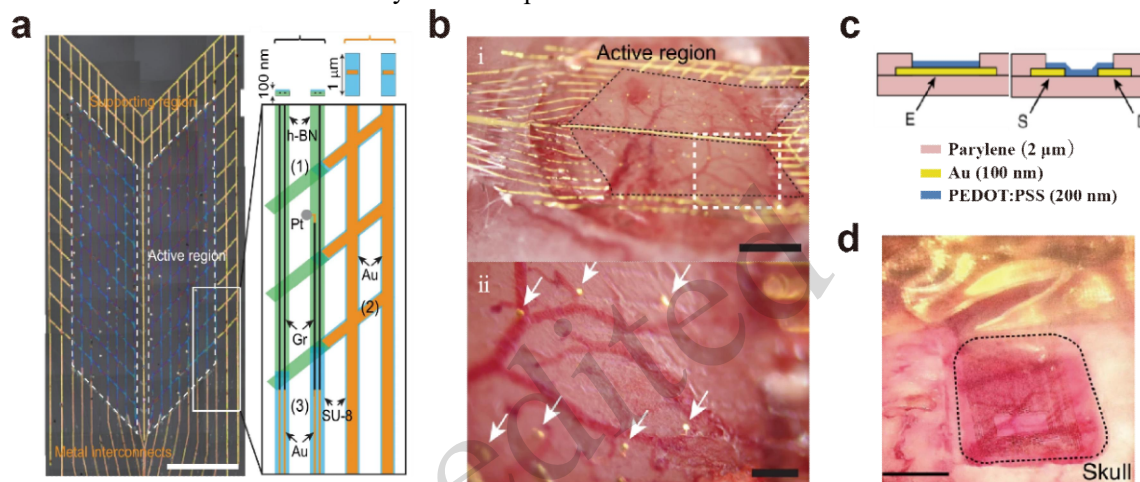 a
Supporting region
Active region
Metal interconnects
100 nm
1 μm
h-BN
(1)
Pt
Au
(2)
Gr
(3)
SU-8
Au
b
i
Active region
ii
edited
c
E
S
Parylene (2 μm)
Au (100 nm)
PEDOT:PSS (200 nm)
d
Skull